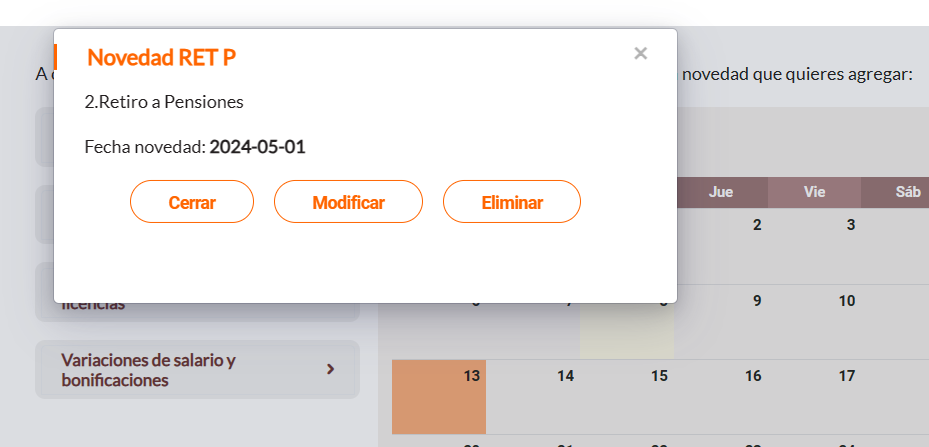 Novedad RET P
×
A
novedad que quieres agregar:
2.Retiro a Pensiones
Fecha novedad: 2024-05-01
Cerrar
Modificar
Eliminar
Jue
Vie
Sáb
2
3
licencias
9
10
Variaciones de salario y
bonificaciones
13
14
15
16
17